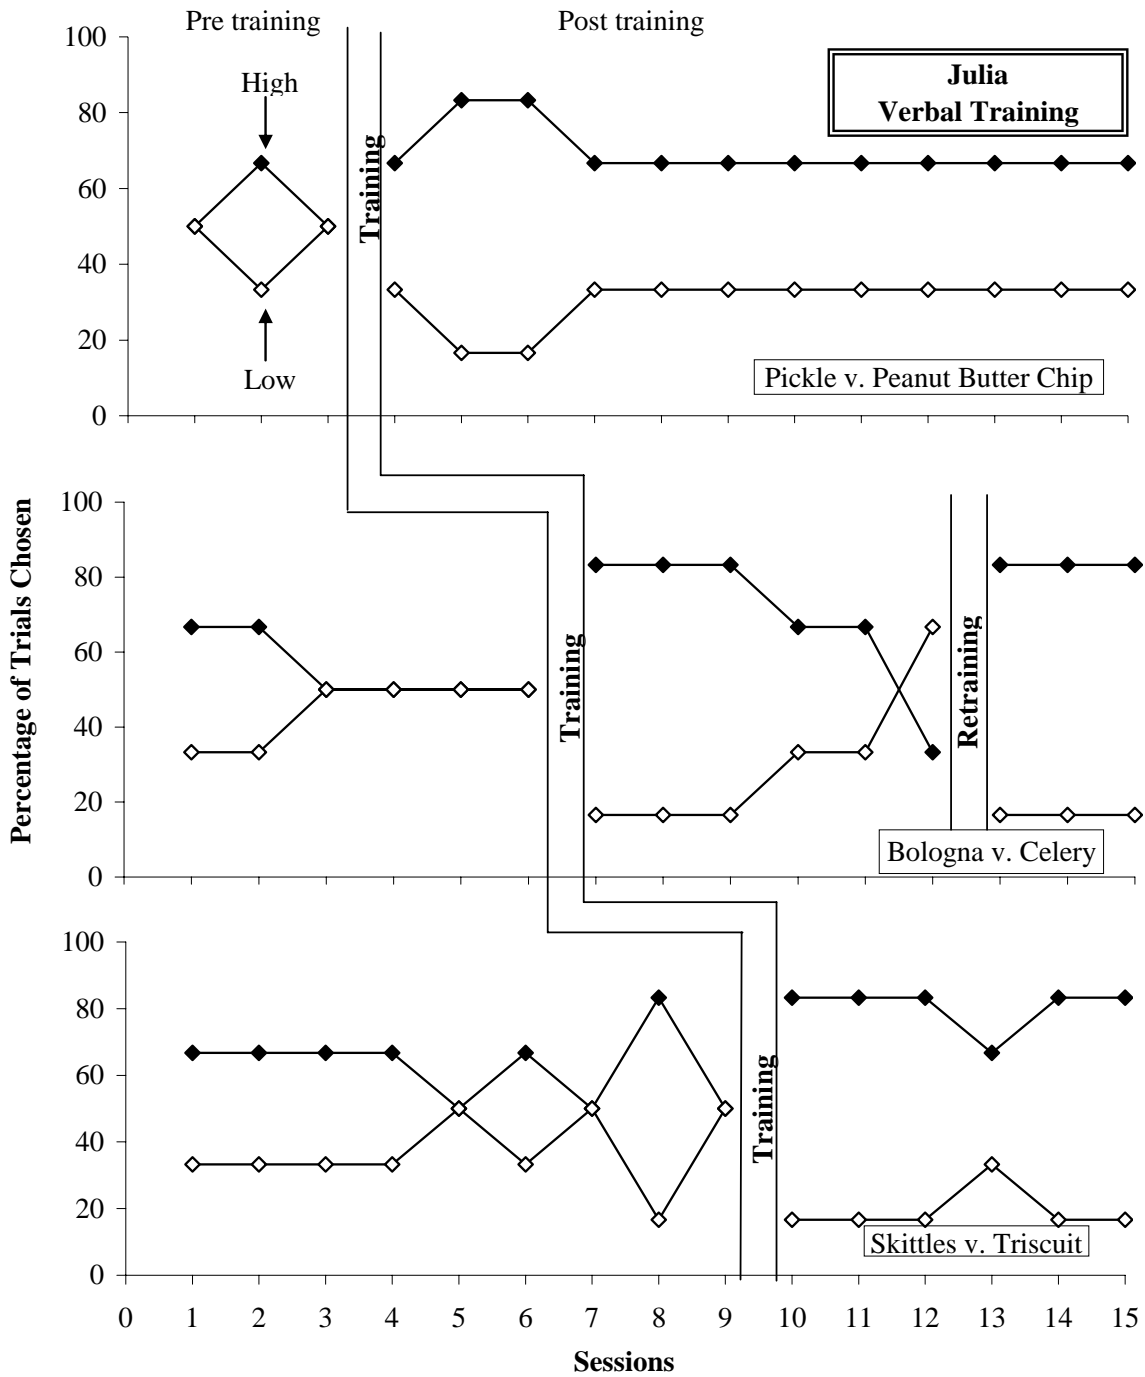 Pre training
Post training
100
80
60
40
20
0
High
Low
Training
Julia
Verbal Training
Pickle v. Peanut Butter Chip
Percentage of Trials Chosen
100
80
60
40
20
0
Training
Retraining
Bologna v. Celery
100
80
60
40
20
0
Training
Skittles v. Triscuit
0 1 2 3 4 5 6 7 8 9 10 11 12 13 14 15
Sessions